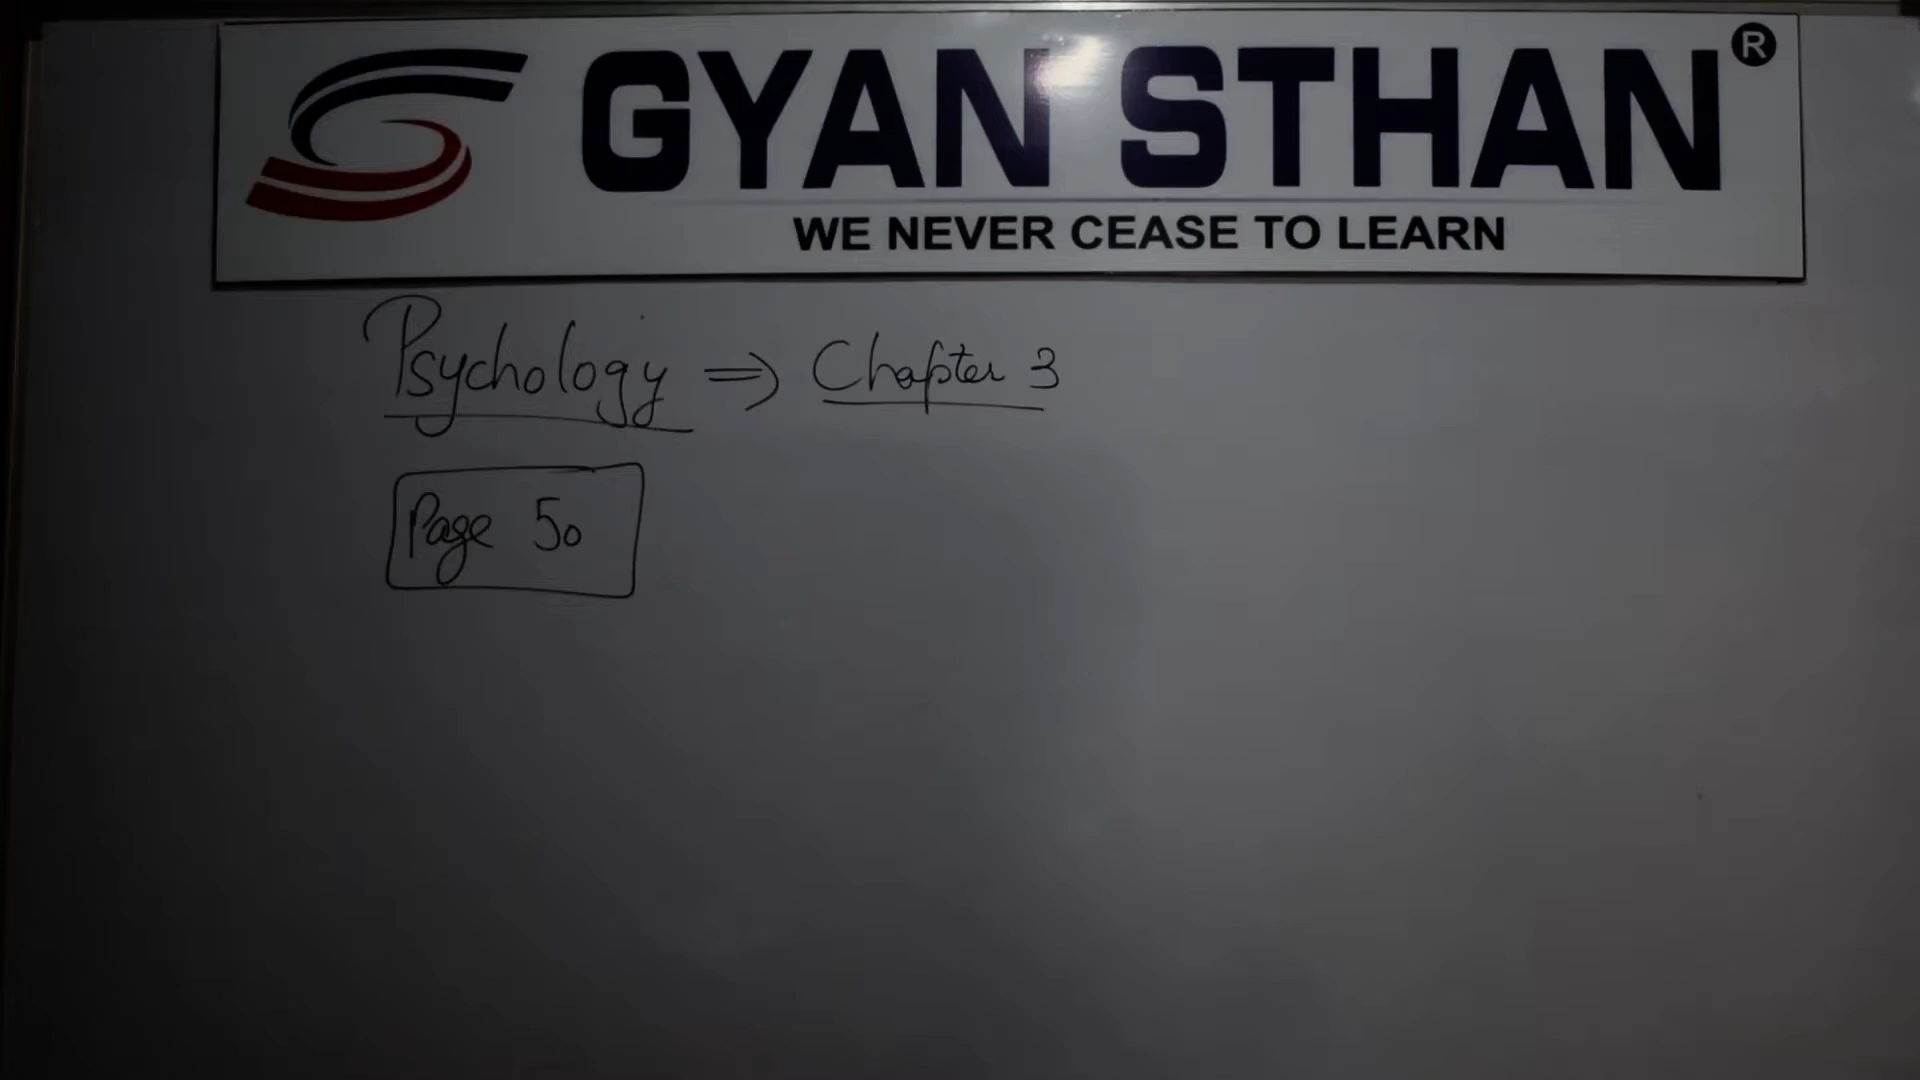 GYAN STHAN ®
WE NEVER CEASE TO LEARN
Psychology ⇒ Chapter 3
Page 50